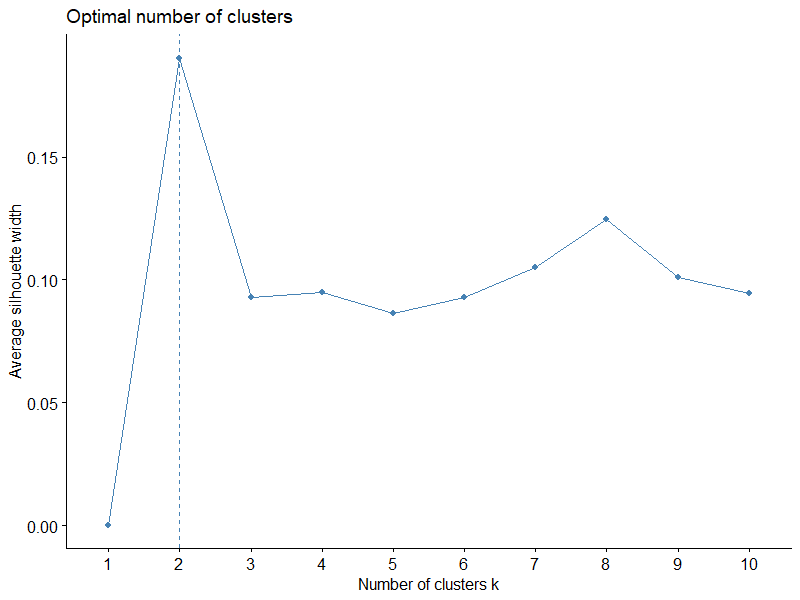 Optimal number of clusters
Average silhouette width
0.15
0.10
0.05
0.00
1 2 3 4 5 6 7 8 9 10
Number of clusters k